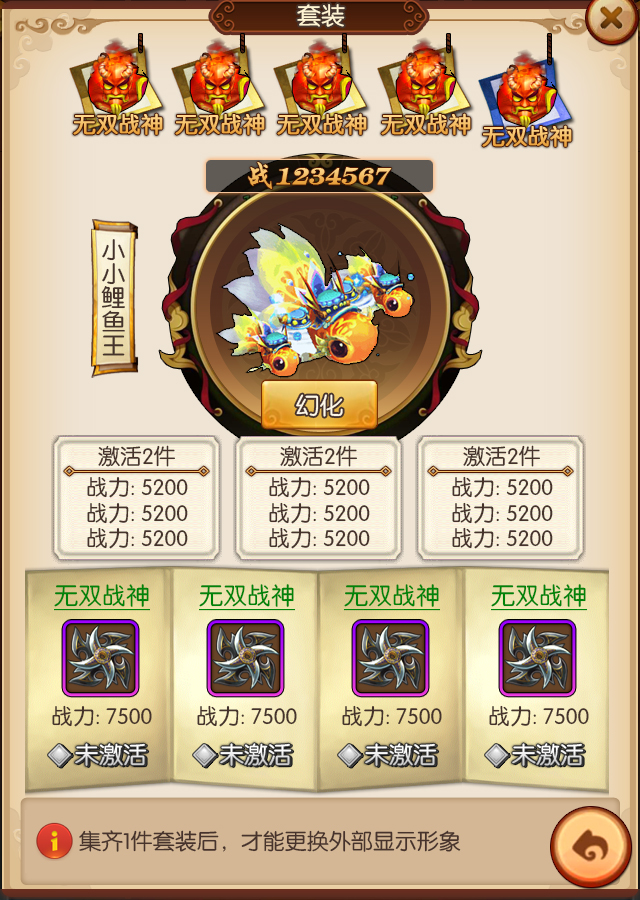 套装
无双战神 无双战神 无双战神 无双战神 无双战神
战1234567
小小鲤鱼王
幻化
激活2件 激活2件 激活2件
战力: 5200 战力: 5200 战力: 5200
战力: 5200 战力: 5200 战力: 5200
战力: 5200 战力: 5200 战力: 5200
无双战神 无双战神 无双战神 无双战神
战力: 7500 战力: 7500 战力: 7500 战力: 7500
未激活 未激活 未激活 未激活
集齐1件套装后，才能更换外部显示形象